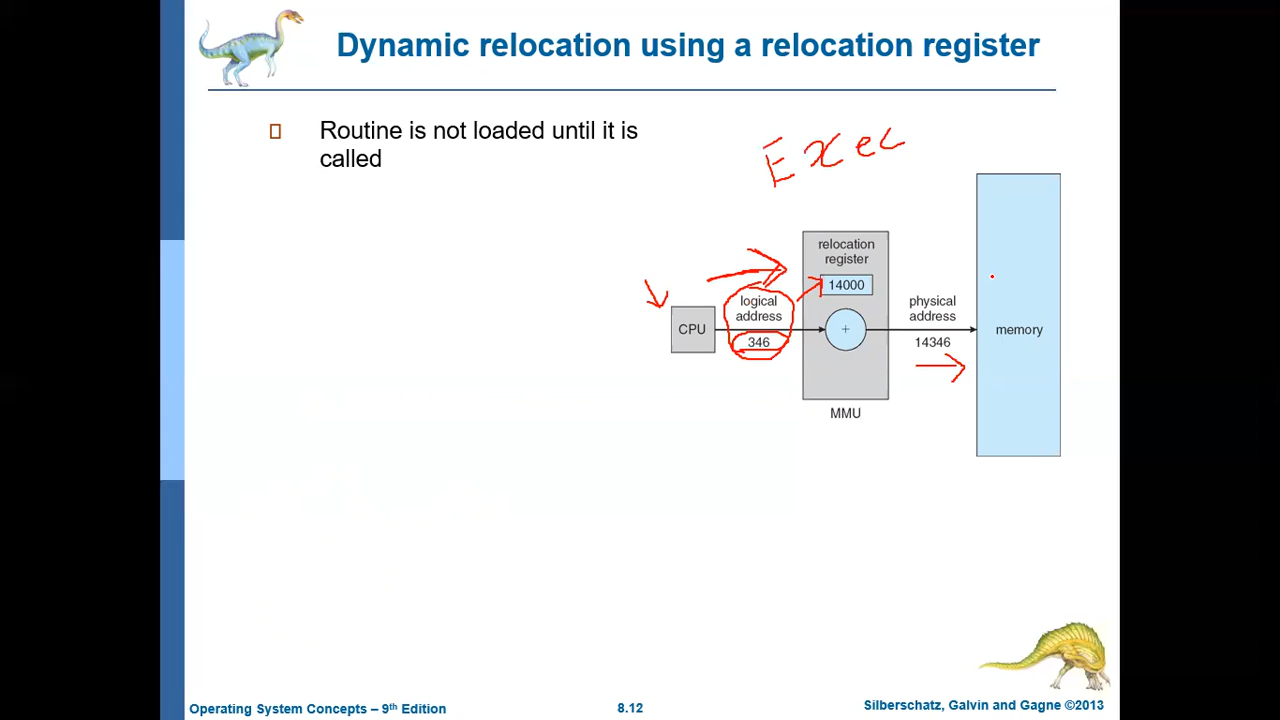 Dynamic relocation using a relocation register
Routine is not loaded until it is
called
Exec
relocation
register
14000
logical
address
346
CPU
+
physical
address
14346
memory
MMU
Operating System Concepts – 9th Edition
8.12
Silberschatz, Galvin and Gagne ©2013